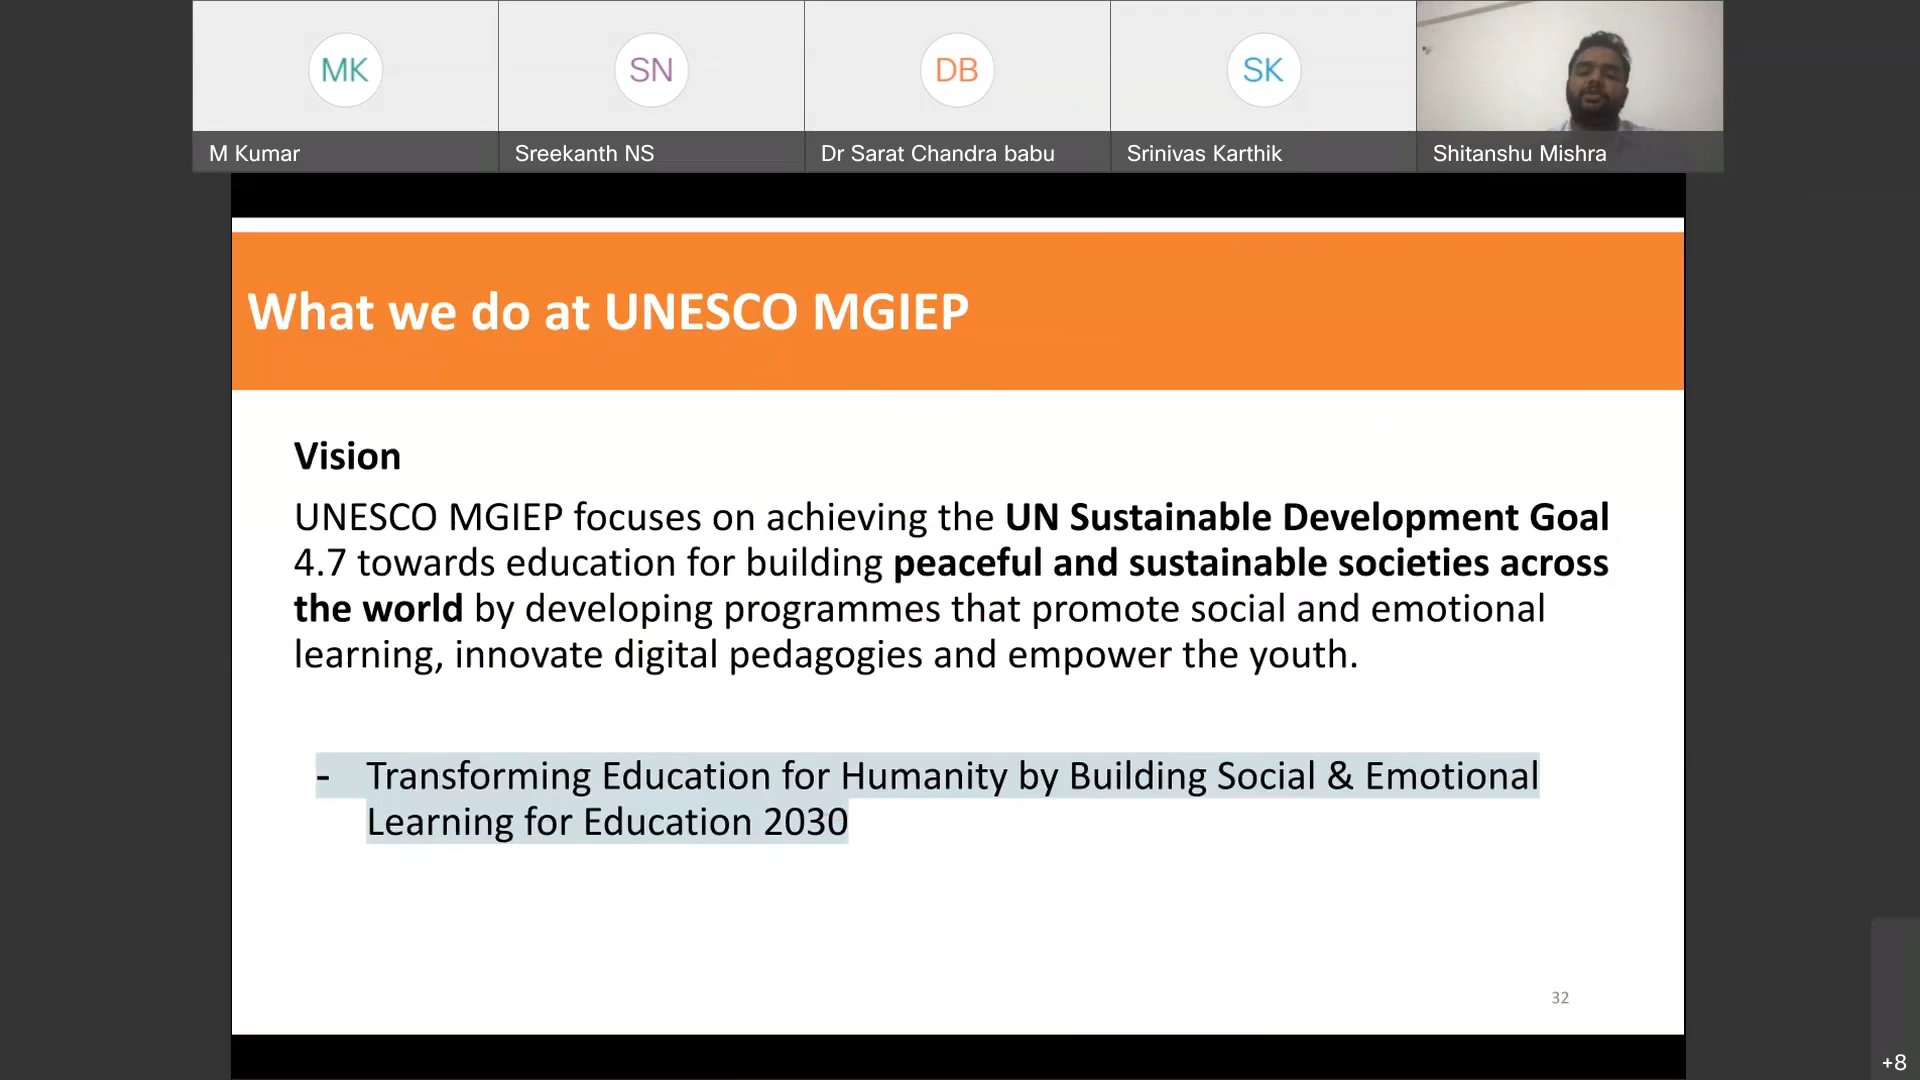 MK
SN
DB
SK
M Kumar
Sreekanth NS
Dr Sarat Chandra babu
Srinivas Karthik
Shitanshu Mishra
What we do at UNESCO MGIEP
Vision
UNESCO MGIEP focuses on achieving the UN Sustainable Development Goal
4.7 towards education for building peaceful and sustainable societies across
the world by developing programmes that promote social and emotional
learning, innovate digital pedagogies and empower the youth.
- Transforming Education for Humanity by Building Social & Emotional
Learning for Education 2030
32
+8